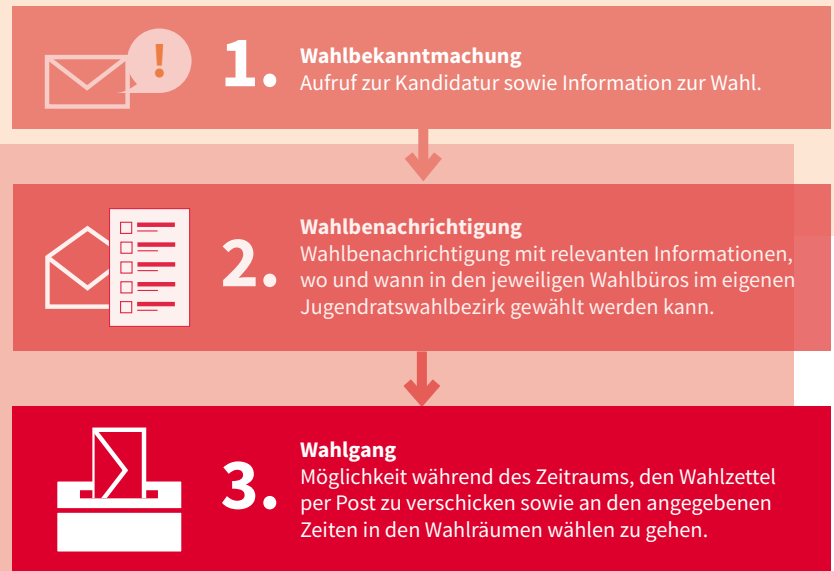 !
1.
Wahlbekanntmachung
Aufruf zur Kandidatur sowie Information zur Wahl.
2.
Wahlbenachrichtigung
Wahlbenachrichtigung mit relevanten Informationen,
wo und wann in den jeweiligen Wahlbüros im eigenen
Jugendratswahlbezirk gewählt werden kann.
3.
Wahlgang
Möglichkeit während des Zeitraums, den Wahlzettel
per Post zu verschicken sowie an den angegebenen
Zeiten in den Wahlräumen wählen zu gehen.